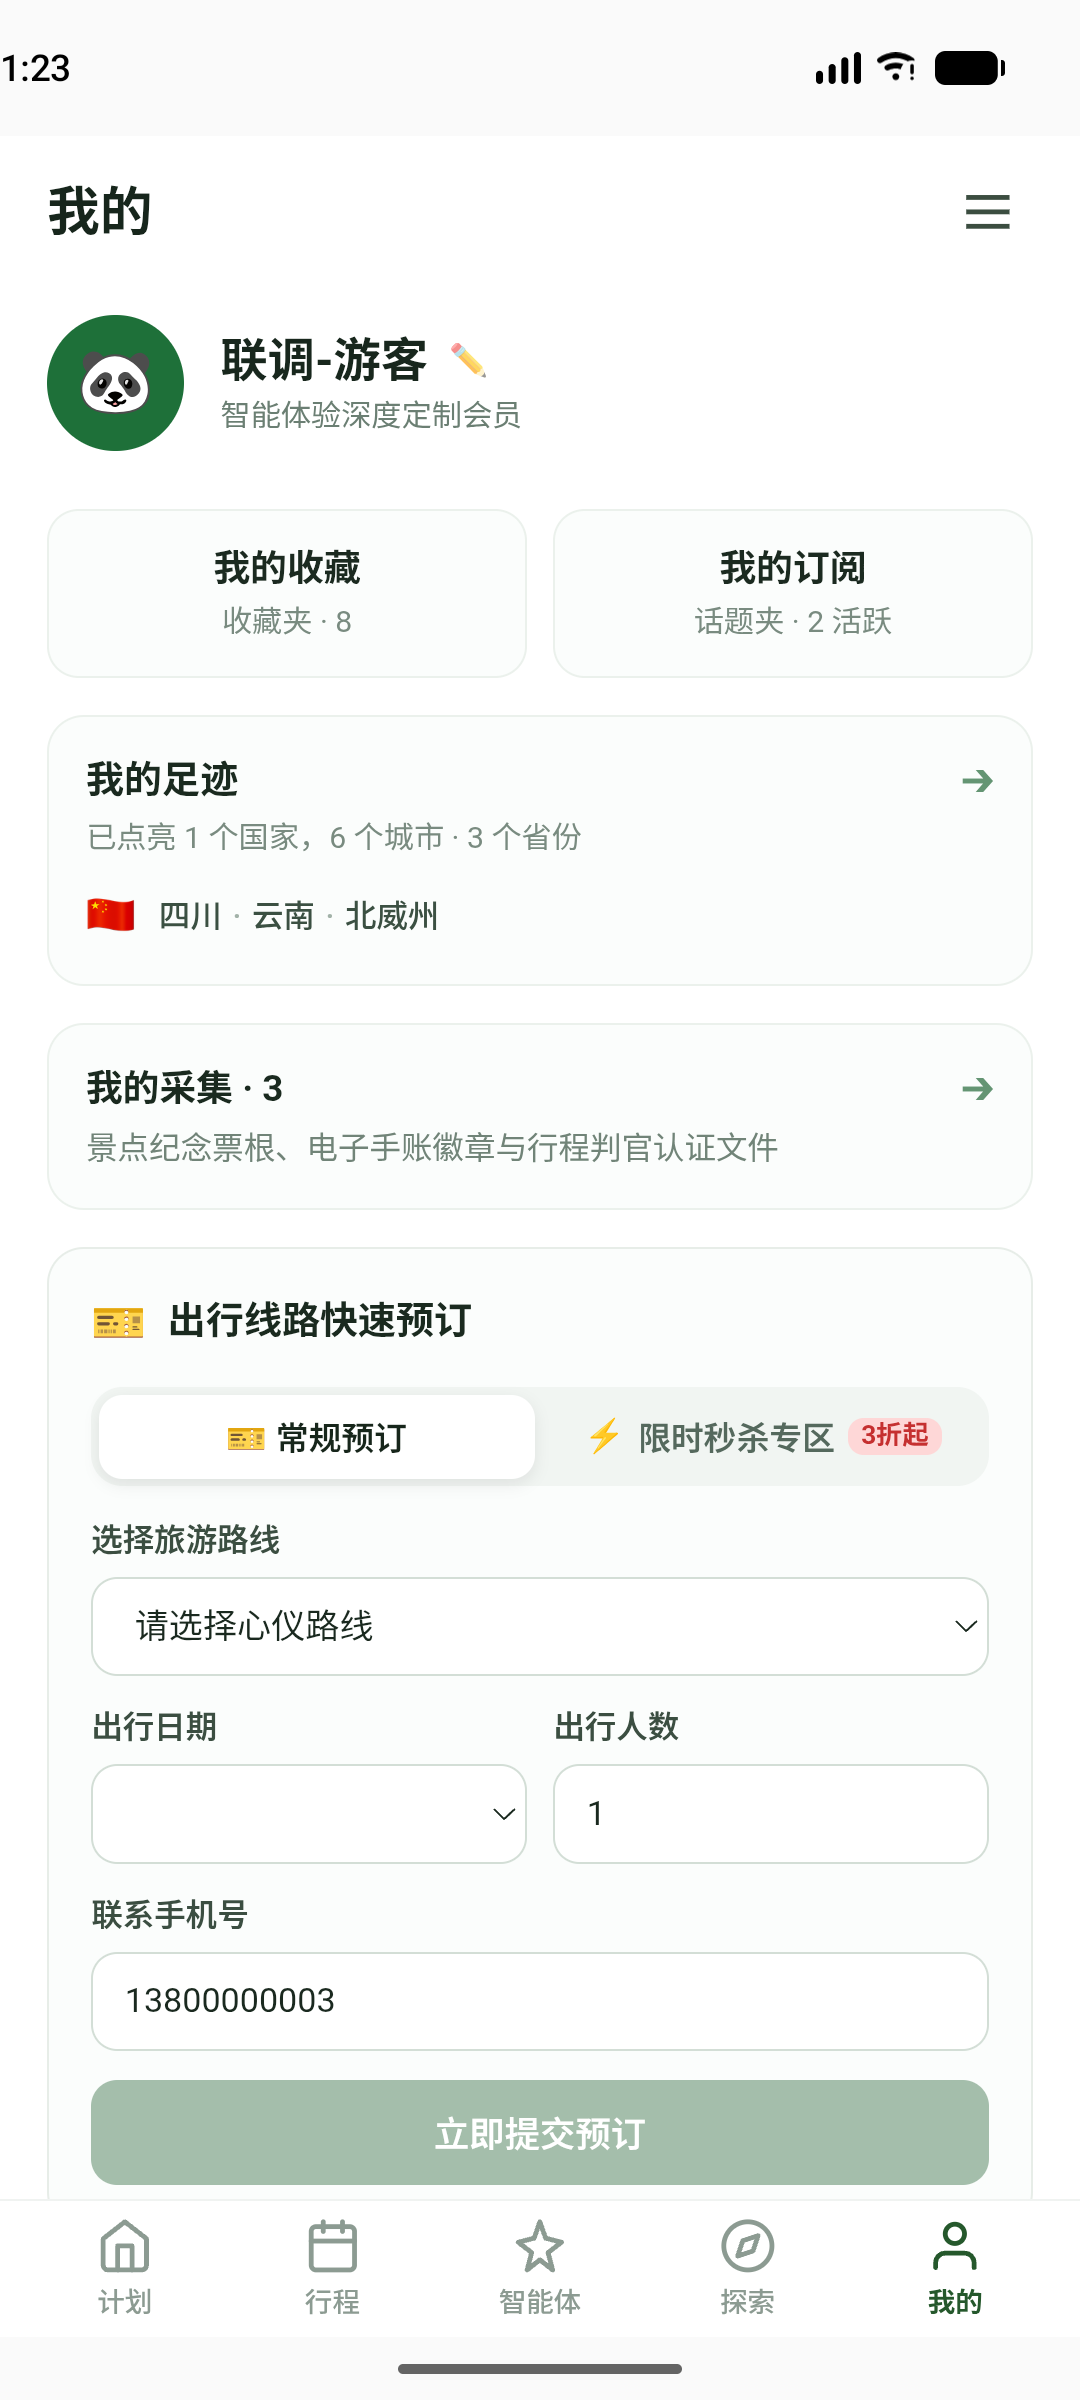 1:23
我的
联调-游客
智能体验深度定制会员
我的收藏
收藏夹 · 8
我的订阅
话题夹 · 2 活跃
我的足迹
已点亮 1 个国家，6 个城市 · 3 个省份
四川 · 云南 · 北威州
我的采集 · 3
景点纪念票根、电子手账徽章与行程判官认证文件
出行线路快速预订
常规预订
限时秒杀专区 3折起
选择旅游路线
请选择心仪路线
出行日期 出行人数
1
联系手机号
13800000003
立即提交预订
计划 行程 智能体 探索 我的